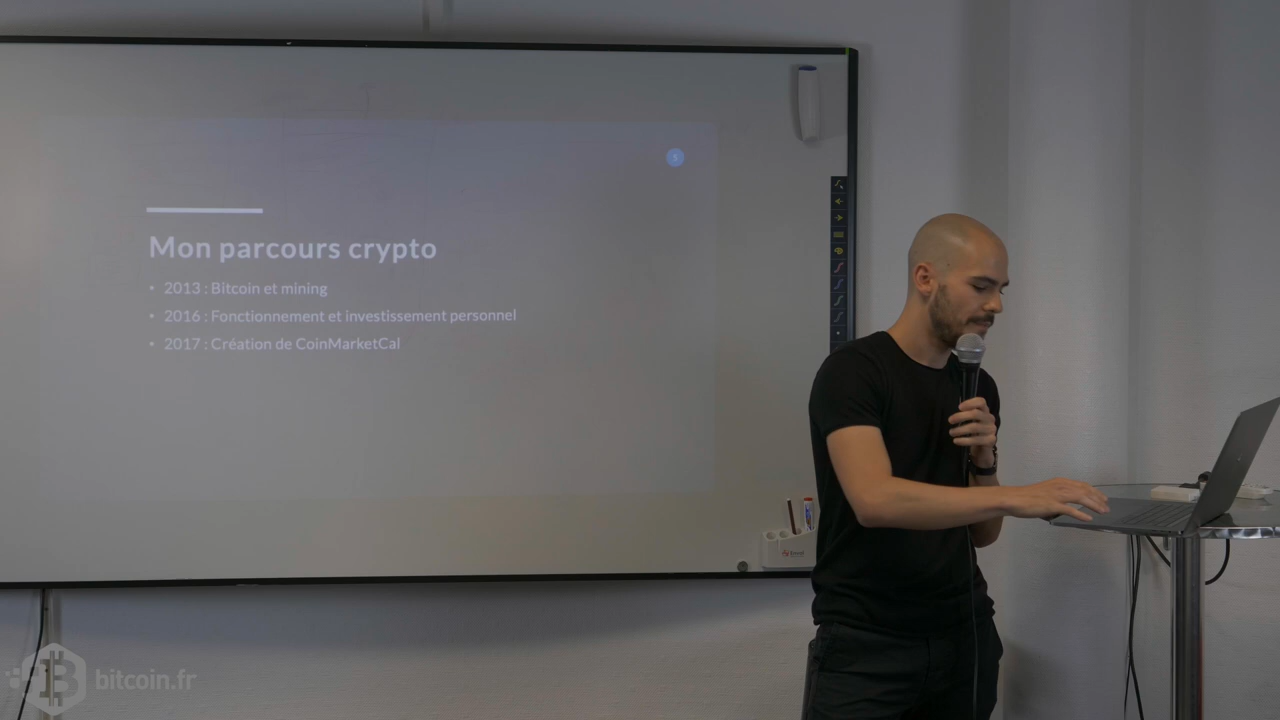 Mon parcours crypto
• 2013 : Bitcoin et mining
• 2016 : Fonctionnement et investissement personnel
• 2017 : Création de CoinMarketCal
bitcoin.fr